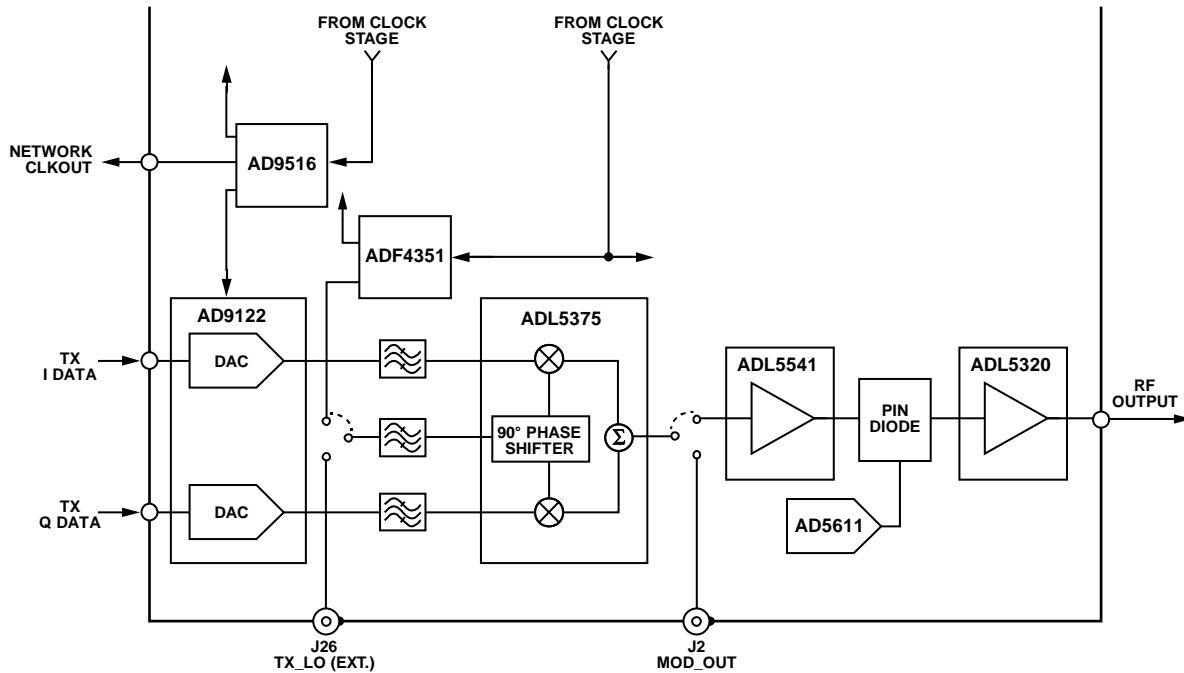 FROM CLOCK
STAGE
FROM CLOCK
STAGE
NETWORK
CLKOUT
AD9516
ADF4351
AD9122
ADL5375
TX
I DATA
DAC
ADL5541
ADL5320
RF
OUTPUT
PIN
DIODE
90° PHASE
SHIFTER
Σ
TX
Q DATA
DAC
AD5611
J26
TX_LO (EXT.)
J2
MOD_OUT